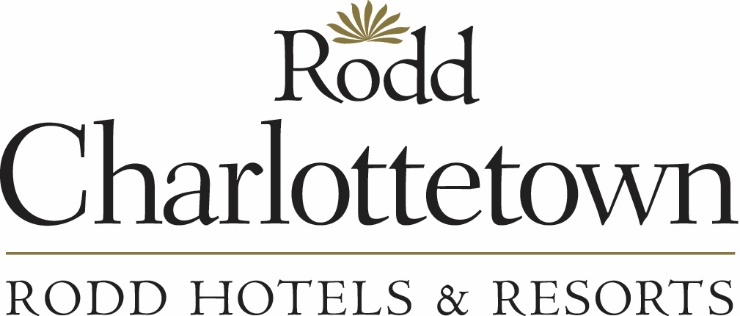 Rodd
Charlottetown
RODD HOTELS & RESORTS